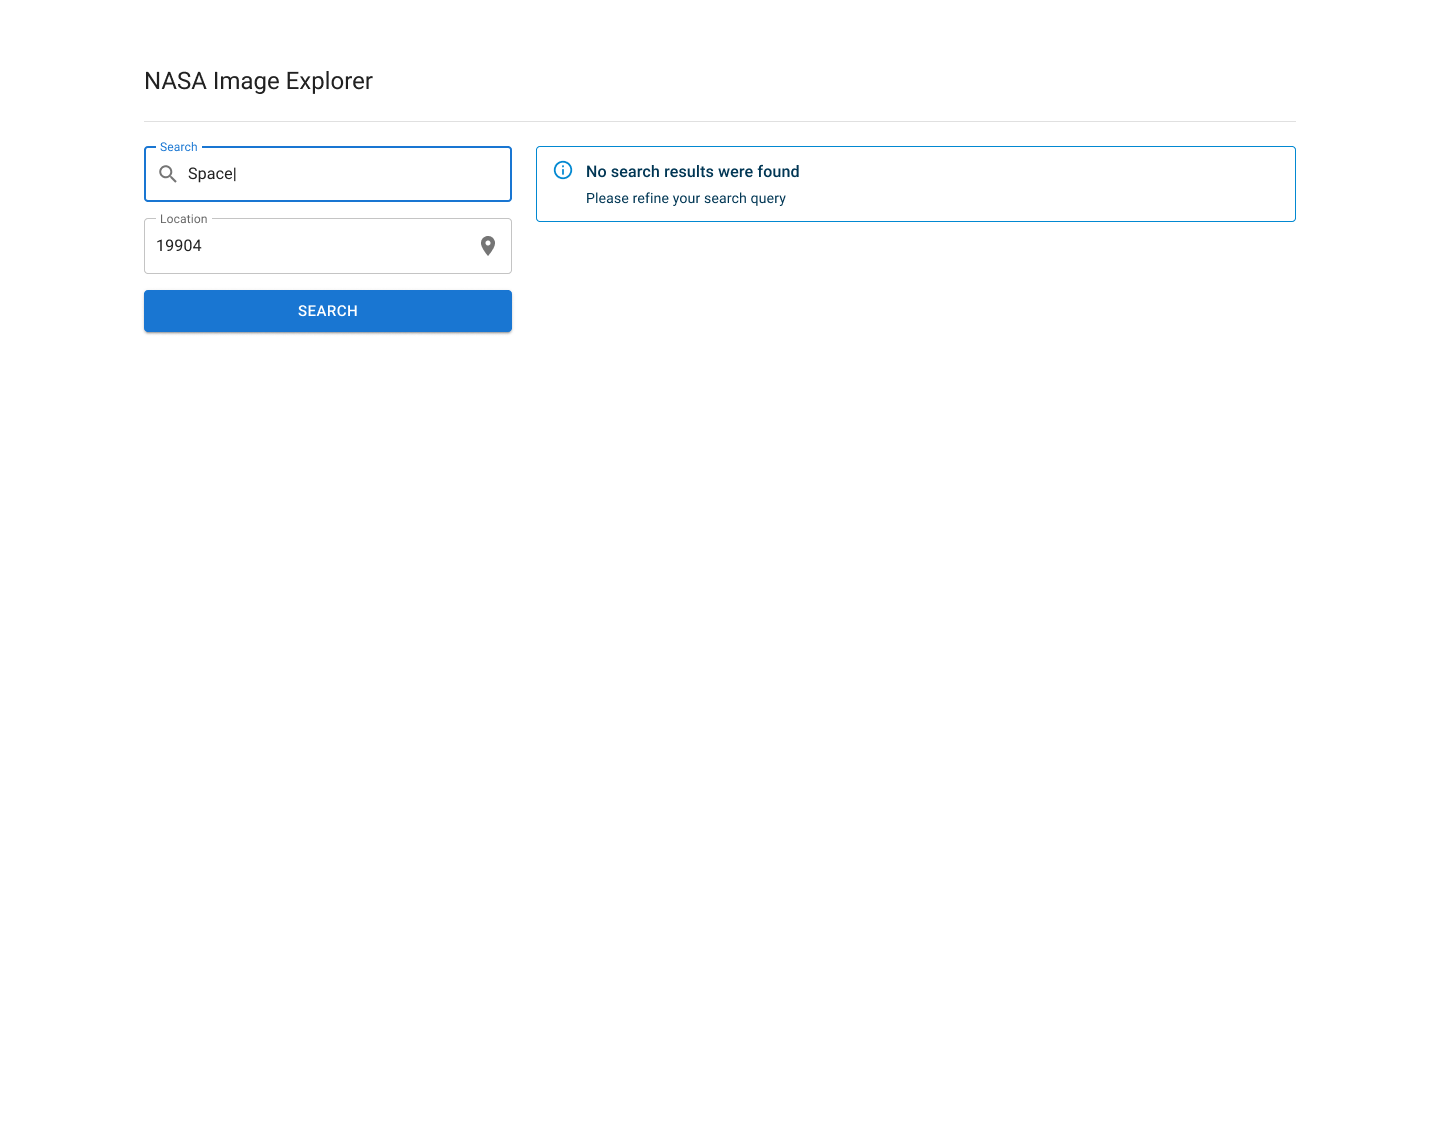 NASA Image Explorer
Search
Space
Location
19904
SEARCH
No search results were found
Please refine your search query